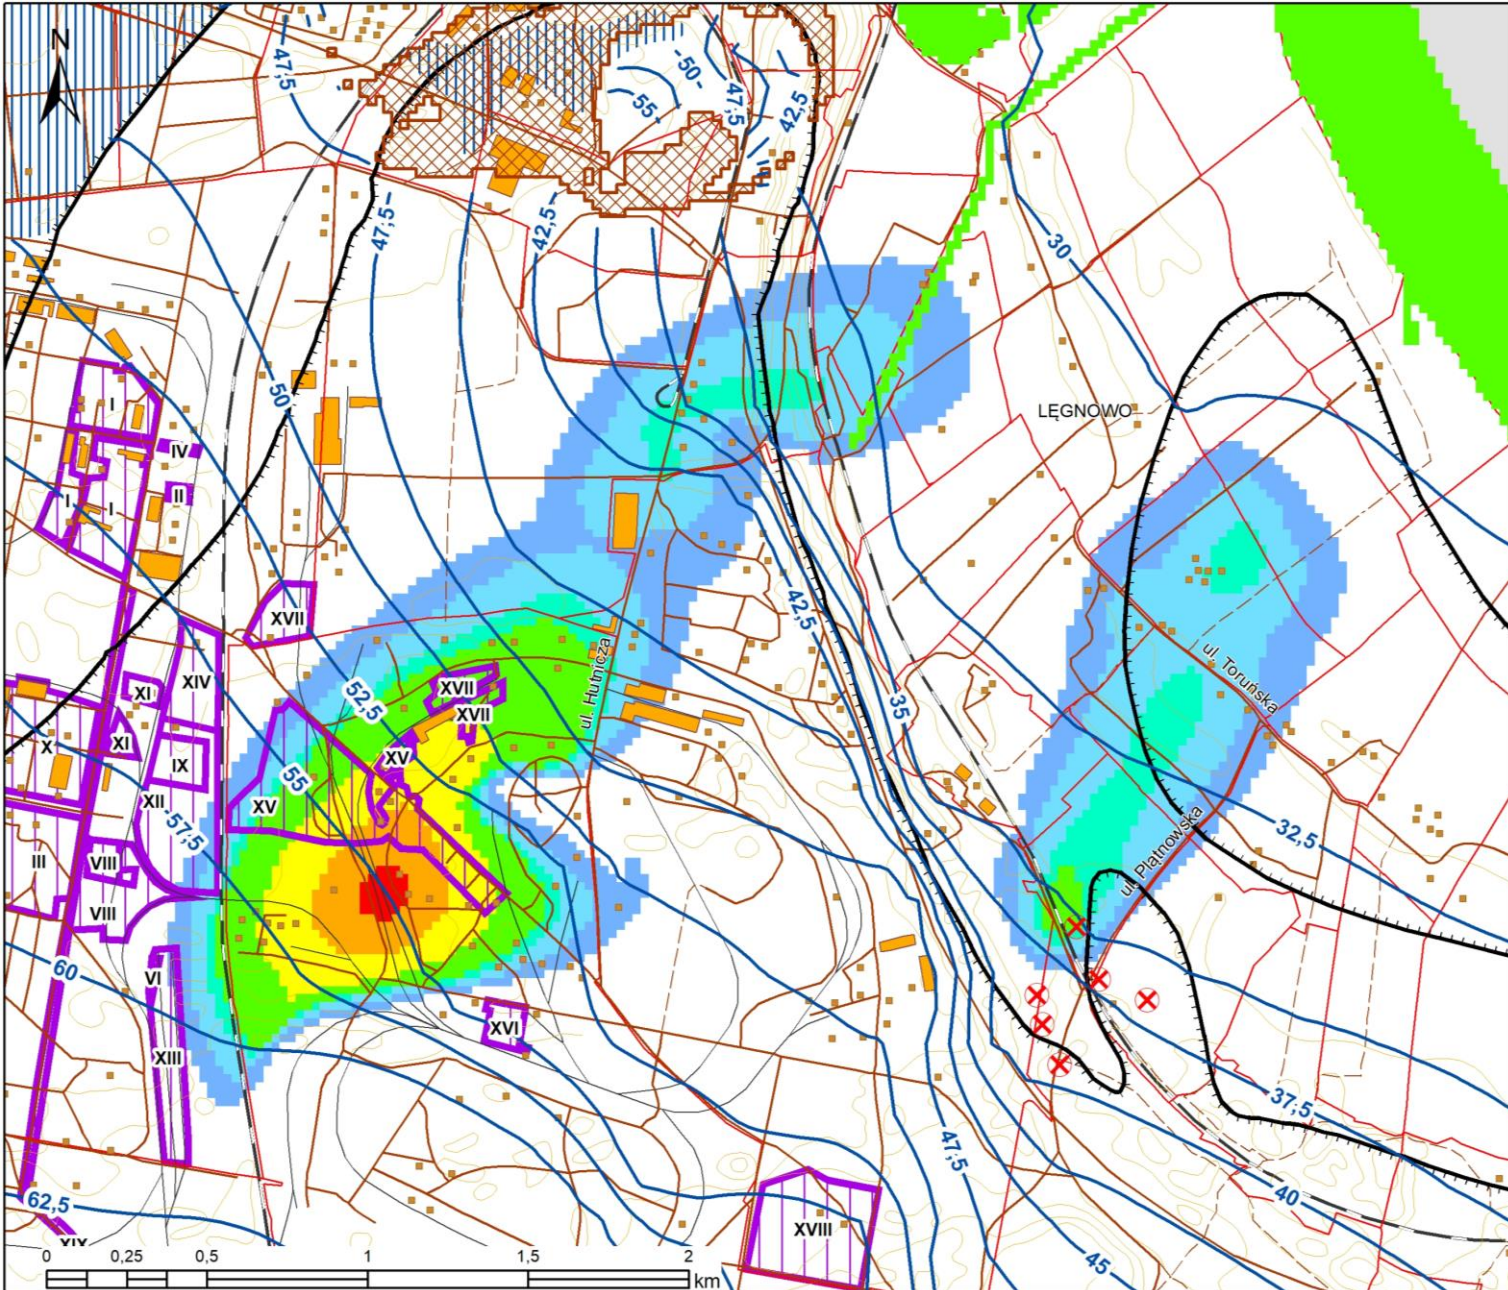 N
47,5
-50-
55-
47,5
42,5
47,5-
42,5
30
50
I
IV
I
I
II
LĘGNOWO
42,5
XVII
ul. Hutnicza
ul. Toruńska
XIV
XI
XVII
52,5
XVII
35
X
XI
IX
XV
55
XV
XII
-57,5
32,5
III
VIII
ul. Płątnowska
VIII
60
VI
XVI
XIII
37,5
47,5
40
62,5
XVIII
XIX
45
0 0,25 0,5 1 1,5 2
km